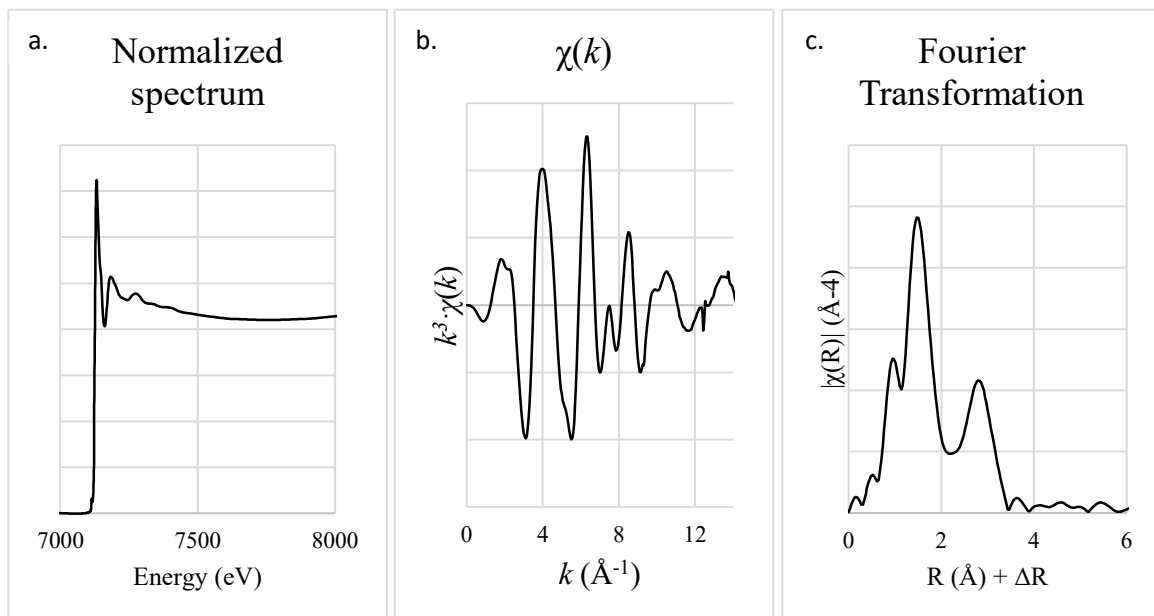 a.
Normalized
spectrum
7000
7500
8000
Energy (eV)
b.
χ(k)
k³·χ(k)
0
4
8
12
k (Å⁻¹)
c.
Fourier
Transformation
|χ(R)| (Å-4)
0
2
4
6
R (Å) + ΔR